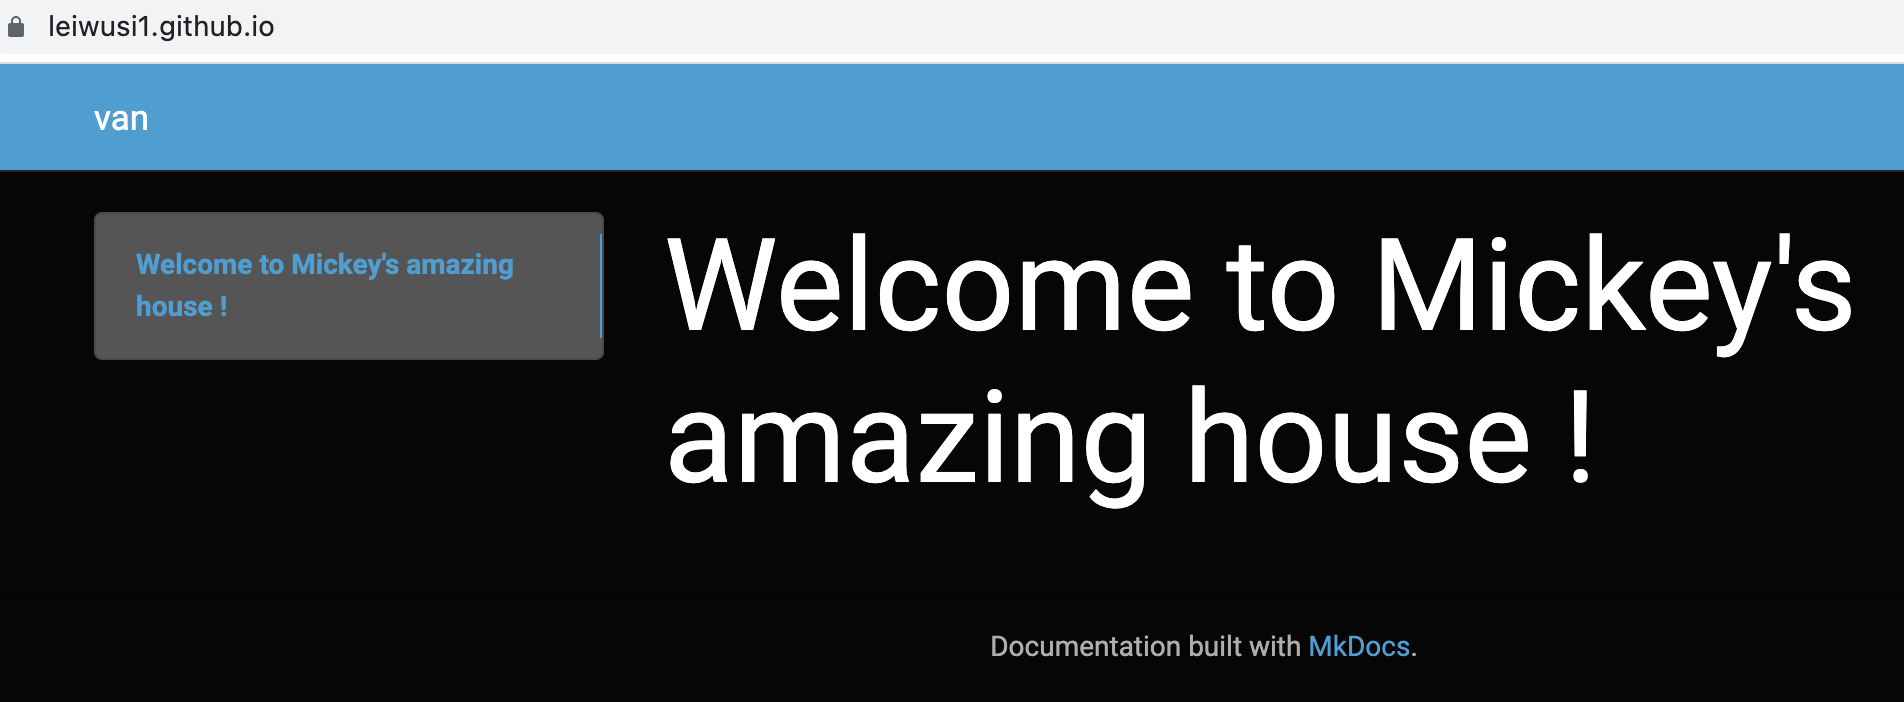 leiwusi1.github.io
van
Welcome to Mickey's amazing
house !
Welcome to Mickey's
amazing house !
Documentation built with MkDocs.